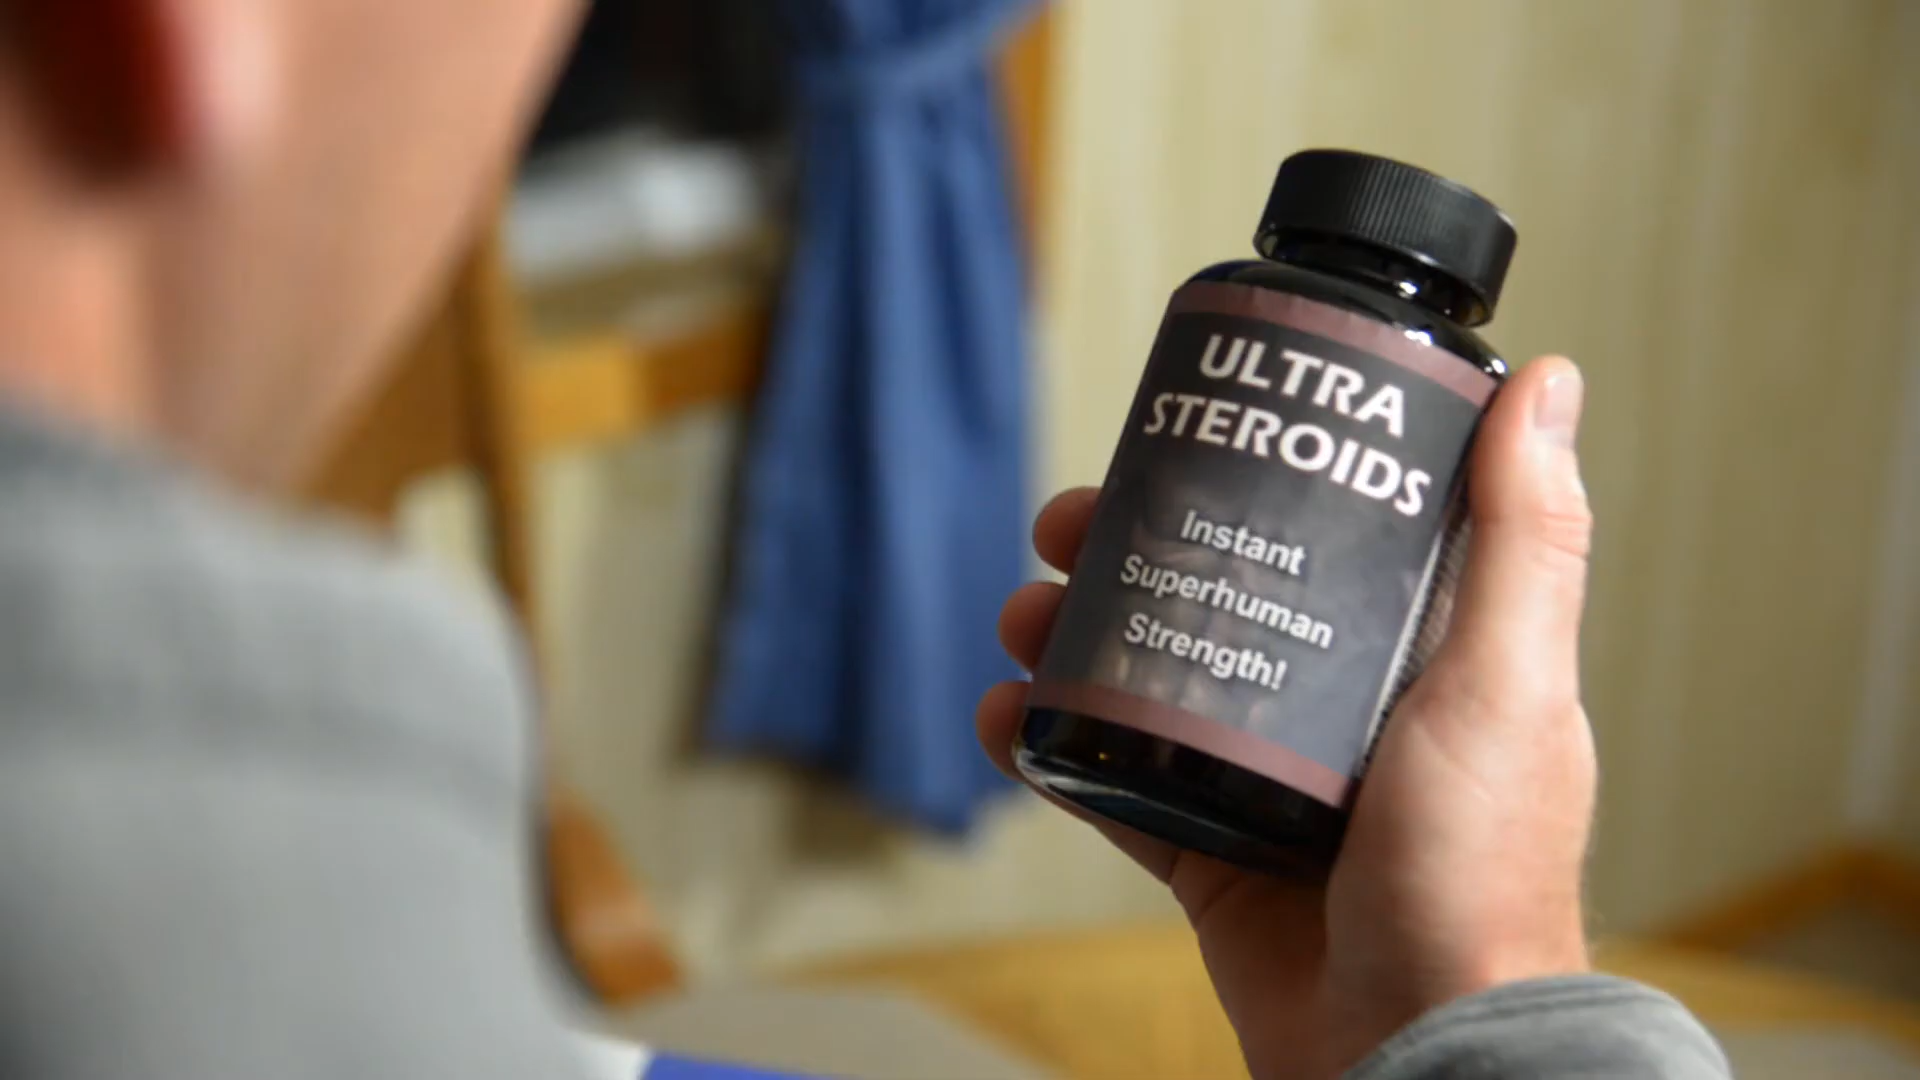 ULTRA
STEROIDS
Instant
Superhuman
Strength!